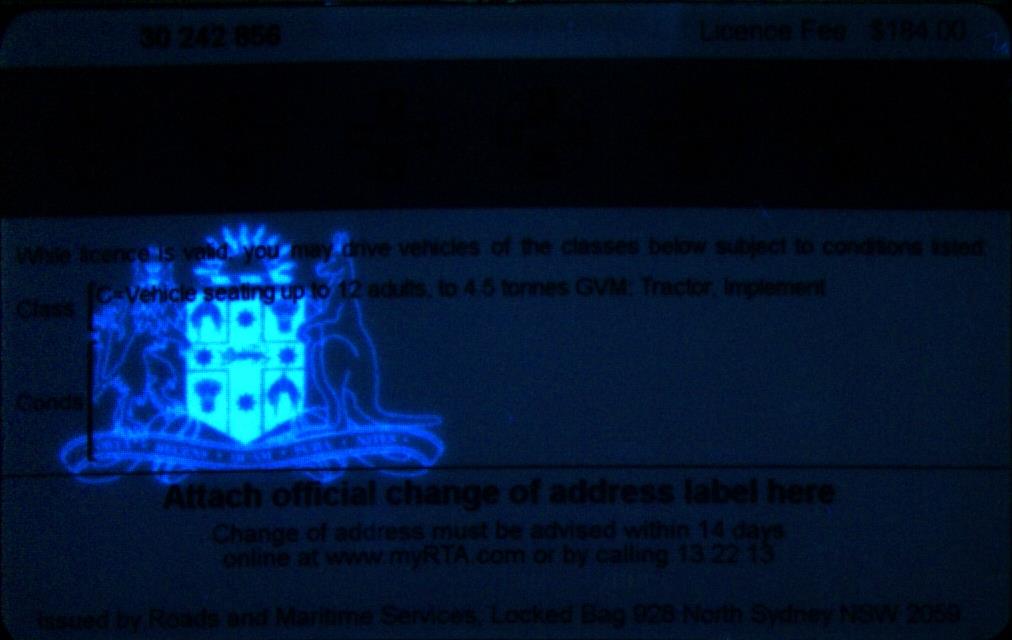 30 242 856 Licence Fee $184.00
While licence is valid, you may drive vehicles of the classes below subject to conditions listed.
Class C=Vehicle seating up to 12 adults, to 4.5 tonnes GVM; Tractor, Implement
Conds
Attach official change of address label here
Change of address must be advised within 14 days
online at www.myRTA.com or by calling 13 22 13
Issued by Roads and Maritime Services, Locked Bag 928 North Sydney NSW 2059